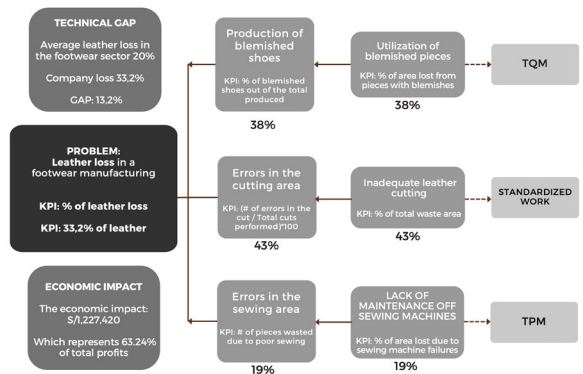 TECHNICAL GAP
Average leather loss in
the footwear sector 20%
Company loss 33,2%
GAP: 13,2%
PROBLEM:
Leather loss in a
footwear manufacturing
KPI: % of leather loss
KPI: 33,2% of leather
ECONOMIC IMPACT
The economic impact:
S/1,227,420
Which represents 63.24%
of total profits
Production of
blemished
shoes
KPI: % of blemished
shoes out of the total
produced
38%
Utilization of
blemished pieces
KPI: % of area lost from
pieces with blemishes
38%
TQM
Errors in the
cutting area
KPI: (# of errors in the
cut / Total cuts
performed)*100
43%
Inadequate leather
cutting
KPI: % of total waste area
43%
STANDARDIZED
WORK
Errors in the
sewing area
KPI: # of pieces wasted
due to poor sewing
19%
LACK OF
MAINTENANCE OFF
SEWING MACHINES
KPI: % of area lost due to
sewing machine failures
19%
TPM